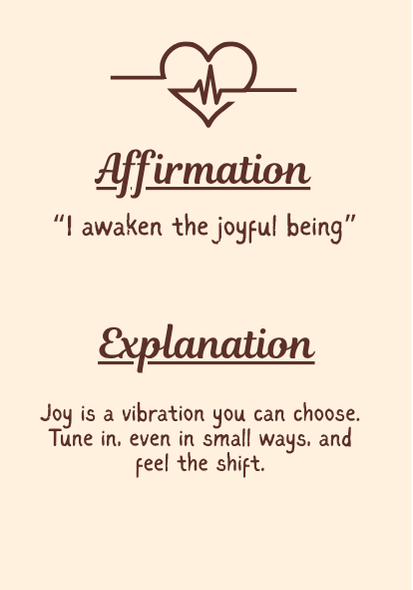 Affirmation
“I awaken the joyful being”
Explanation
Joy is a vibration you can choose.
Tune in, even in small ways, and
feel the shift.